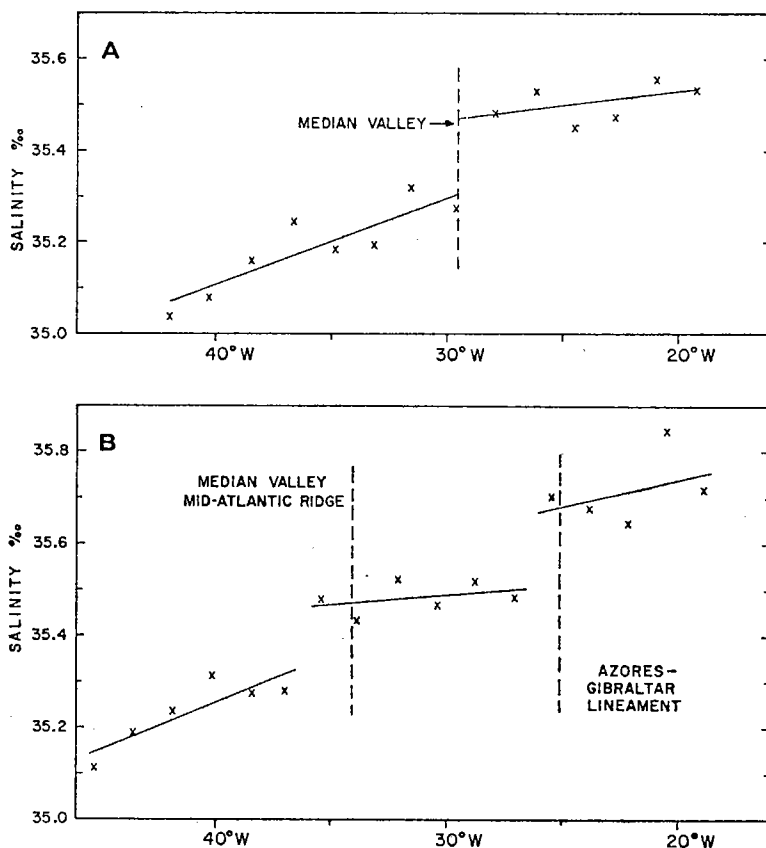 A
35.6
35.4
35.2
35.0
SALINITY ‰
MEDIAN VALLEY
40°W
30°W
20°W
B
35.8
35.6
35.4
35.2
35.0
SALINITY ‰
MEDIAN VALLEY
MID-ATLANTIC RIDGE
AZORES-
GIBRALTAR
LINEAMENT
40°W
30°W
20°W